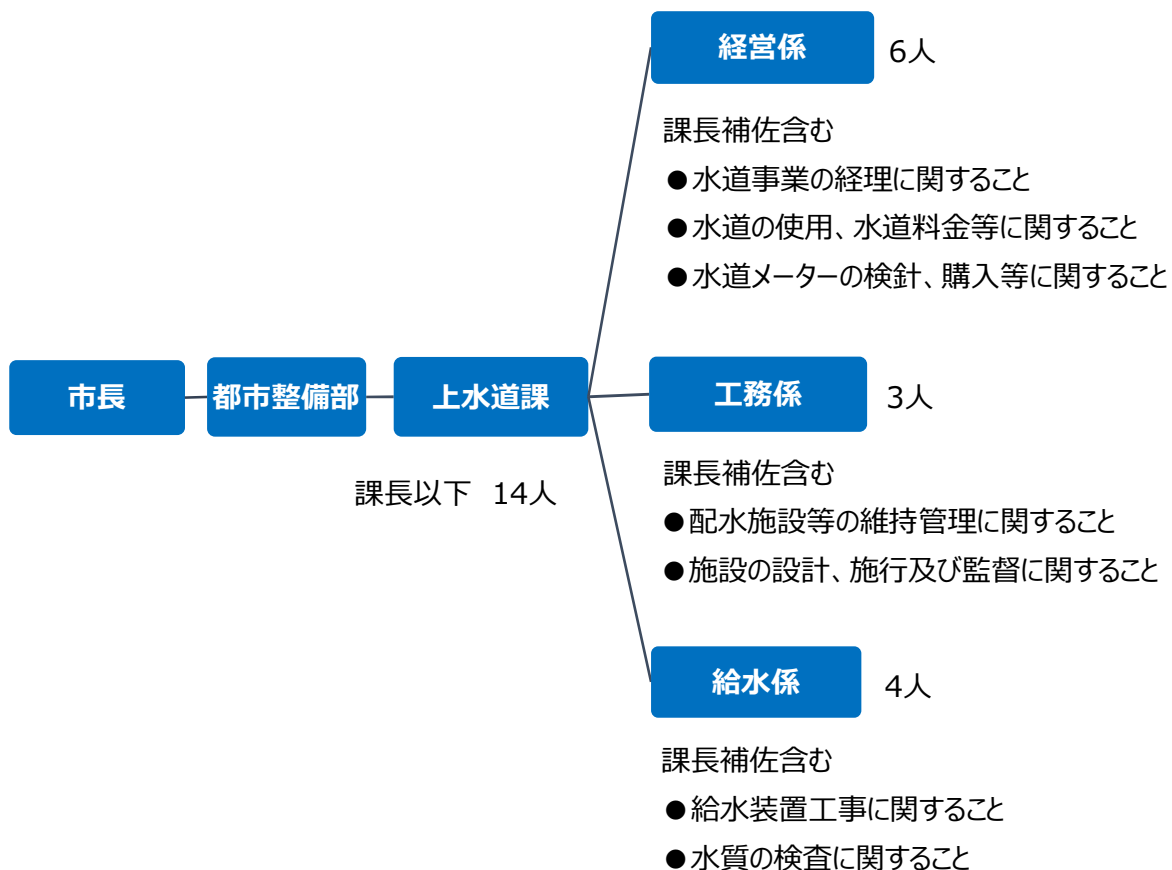 経営係 6人
課長補佐含む
●水道事業の経理に関すること
●水道の使用、水道料金等に関すること
●水道メーターの検針、購入等に関すること
市長 都市整備部 上水道課
課長以下 14人
工務係 3人
課長補佐含む
●配水施設等の維持管理に関すること
●施設の設計、施行及び監督に関すること
給水係 4人
課長補佐含む
●給水装置工事に関すること
●水質の検査に関すること